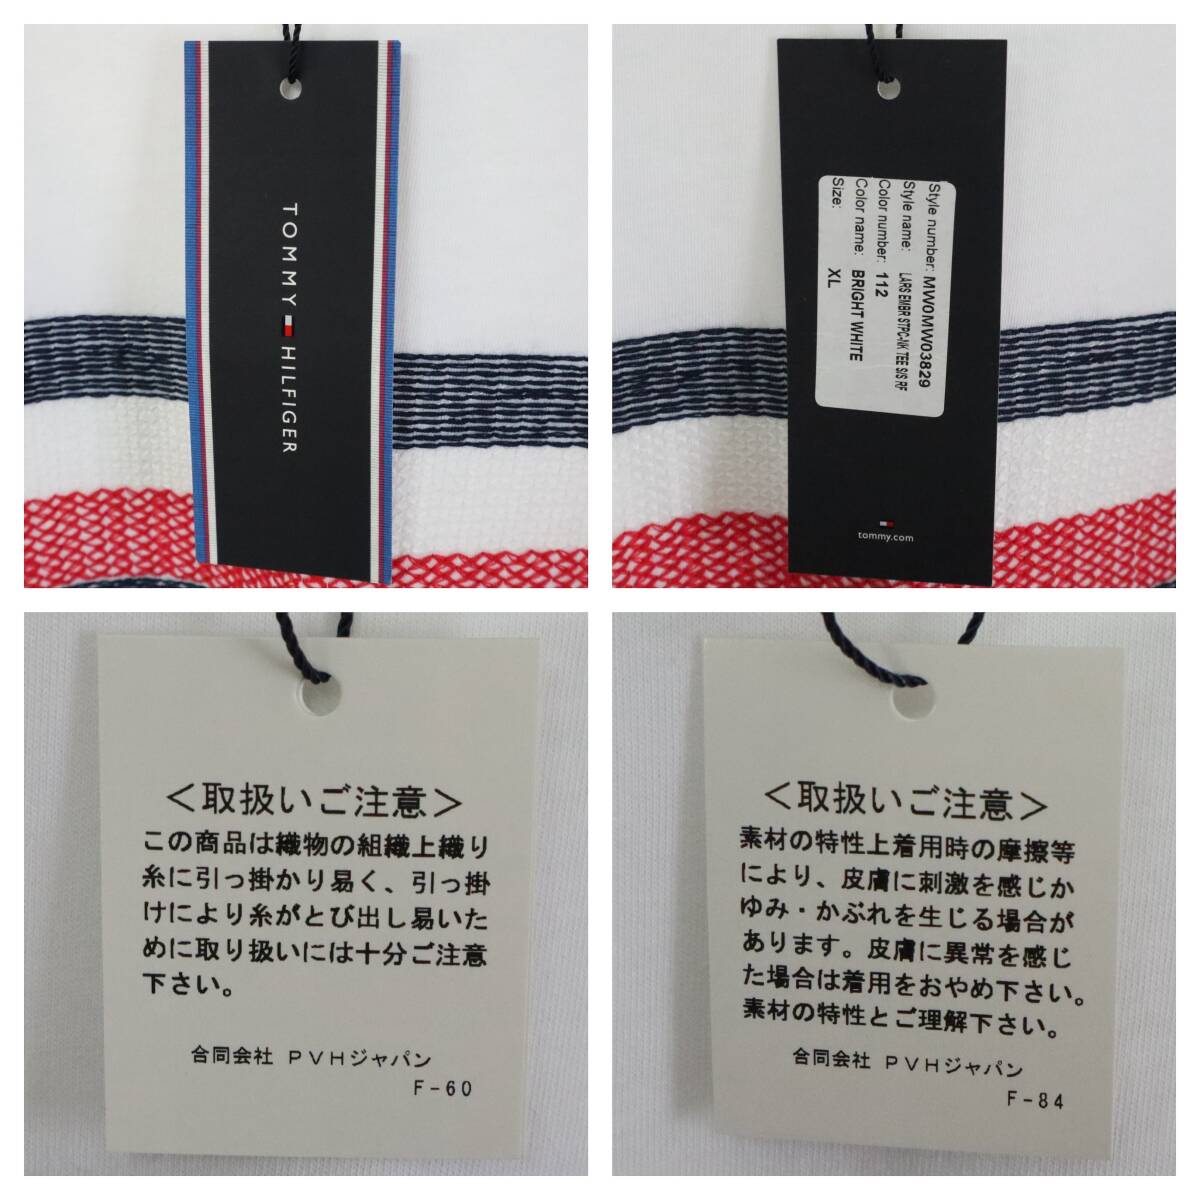 TOMMY HILFIGER
Style number: MW0MW03829
Style name: LARS EMBR STPC-NK TEE S/S RF
Color number: 112
Color name: BRIGHT WHITE
Size: XL
tommy.com
＜取扱いご注意＞
この商品は織物の組織上織り
糸に引っ掛かり易く、引っ掛
けにより糸がとび出し易いた
めに取り扱いには十分ご注意
下さい。
合同会社 ＰＶＨジャパン
F-60
＜取扱いご注意＞
素材の特性上着用時の摩擦等
により、皮膚に刺激を感じか
ゆみ・かぶれを生じる場合が
あります。皮膚に異常を感じ
た場合は着用をおやめ下さい。
素材の特性とご理解下さい。
合同会社 ＰＶＨジャパン
F-84